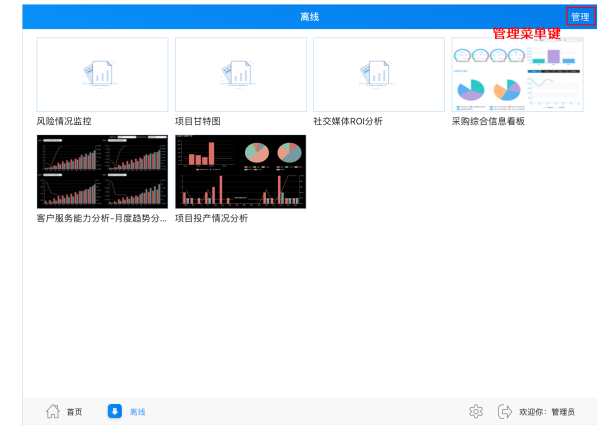 离线
管理
管理菜单键
风险情况监控
项目甘特图
社交媒体ROI分析
采购综合信息看板
客户服务能力分析-月度趋势分...
项目投产情况分析
首页
离线
欢迎你: 管理员